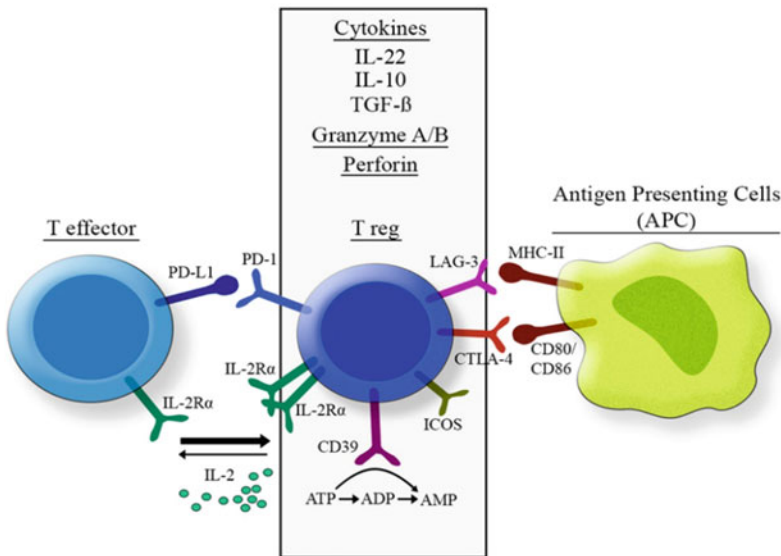 Cytokines
IL-22
IL-10
TGF-ß
Granzyme A/B
Perforin
T effector
T reg
Antigen Presenting Cells
(APC)
PD-L1
PD-1
LAG-3
MHC-II
CTLA-4
CD80/
CD86
IL-2Rα
IL-2Rα
IL-2Rα
ICOS
CD39
IL-2
ATP
ADP
AMP